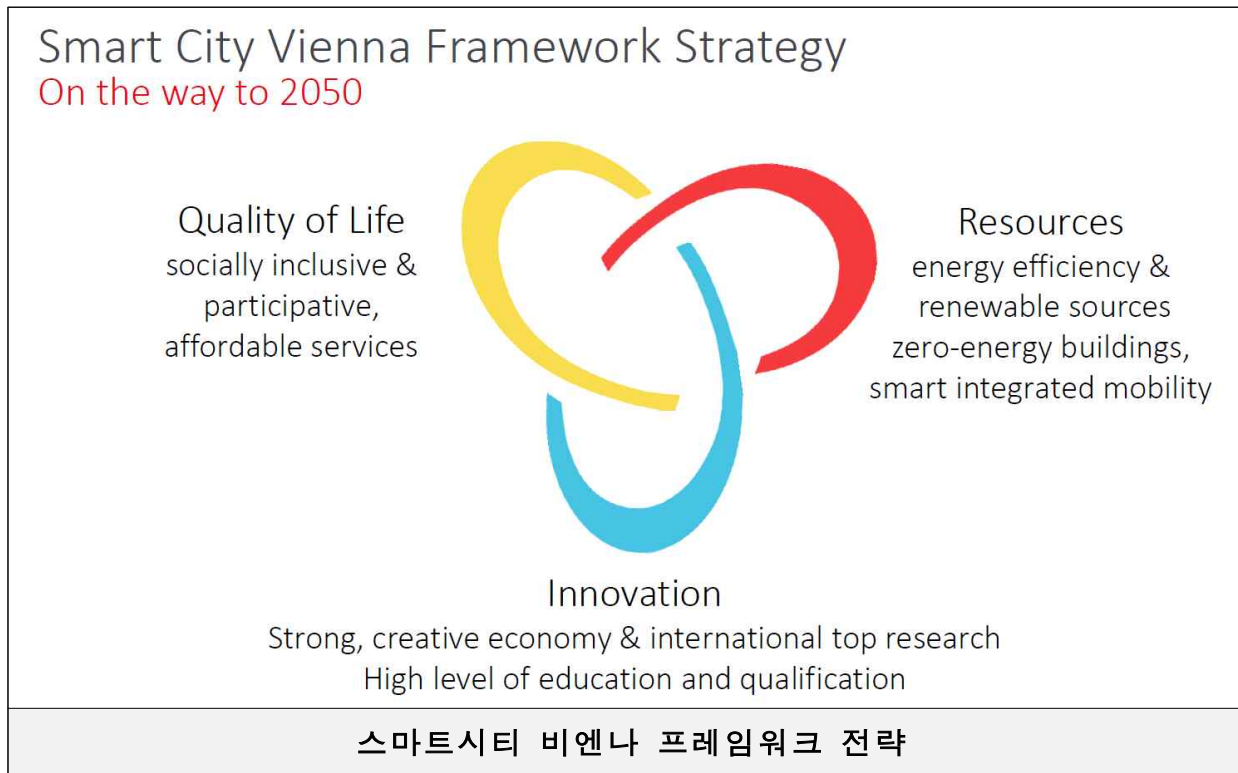 Smart City Vienna Framework Strategy
On the way to 2050
Quality of Life
socially inclusive &
participative,
affordable services
Resources
energy efficiency &
renewable sources
zero-energy buildings,
smart integrated mobility
Innovation
Strong, creative economy & international top research
High level of education and qualification
스마트시티 비엔나 프레임워크 전략